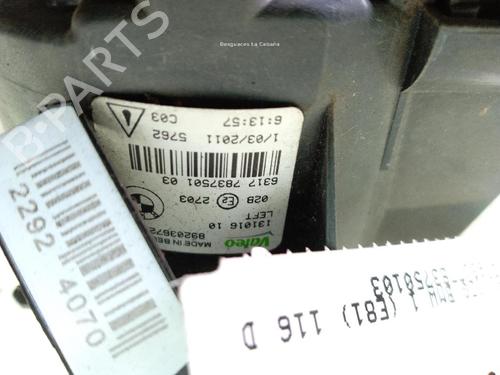 Desguaces La Cabaña
B-PARTS
Valeo
MADE IN BEL
89203672
131016 10
LEFT
02B E2 2703
6317 7837501 03
1/03/2011 5762
6:13:57 C03
2292 4070
BMW 1 (E81) 116 D